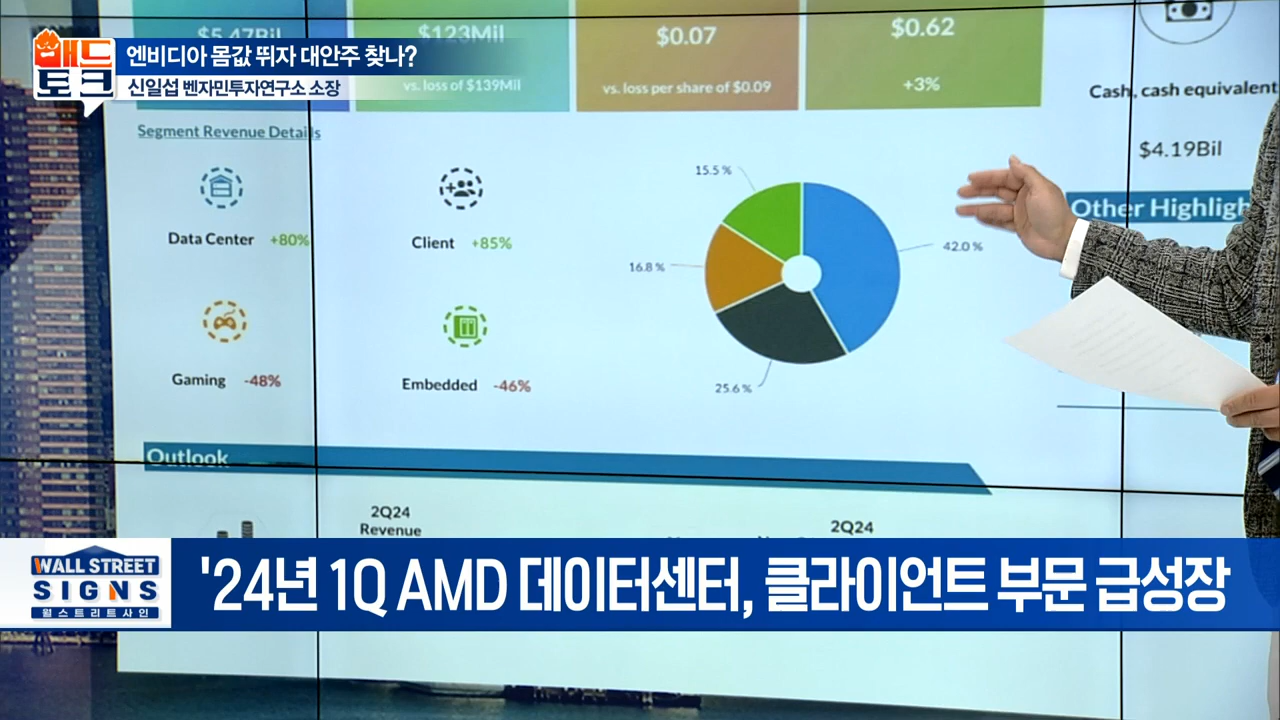 매드
토크
엔비디아 몸값 뛰자 대안주 찾나?
신일섭 벤자민투자연구소 소장
$5.47Bil
$123Mil
$0.07
$0.62
vs. loss of $139Mil
vs. loss per share of $0.09
+3%
Cash, cash equivalent
$4.19Bil
Other Highligh
Segment Revenue Details
Data Center +80%
Client +85%
Gaming -48%
Embedded -46%
15.5 %
42.0 %
16.8 %
25.6 %
Outlook
2Q24
Revenue
2Q24
WALL STREET
SIGNS
월스트리트사인
'24년 1Q AMD 데이터센터, 클라이언트 부문 급성장